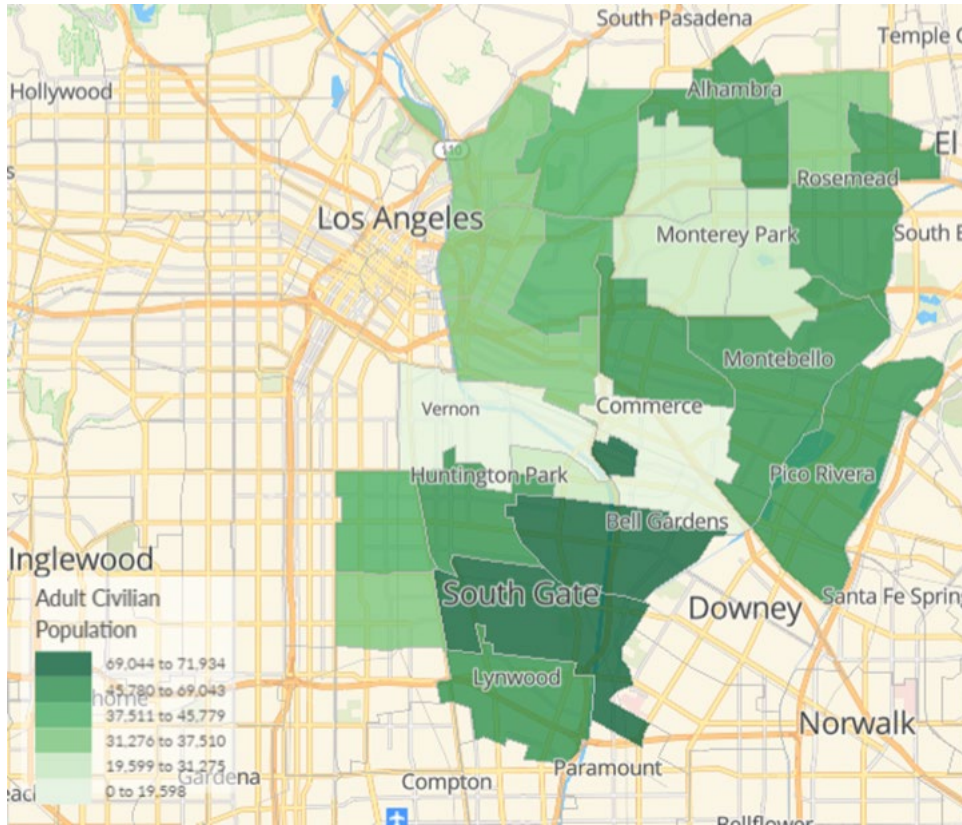 South Pasadena
Temple C
Hollywood
Alhambra
El
110
s
Rosemead
Los Angeles
Monterey Park
South E
Montebello
Vernon
Commerce
Huntington Park
Pico Rivera
Bell Gardens
Inglewood
South Gate
Downey
Santa Fe Spring
Adult Civilian
Population
69,044 to 71,934
45,780 to 69,043
home
37,511 to 45,779
31,276 to 37,510
19,599 to 31,275
0 to 19,598
Lynwood
Norwalk
Gardena
Compton
Paramount
Bellflower